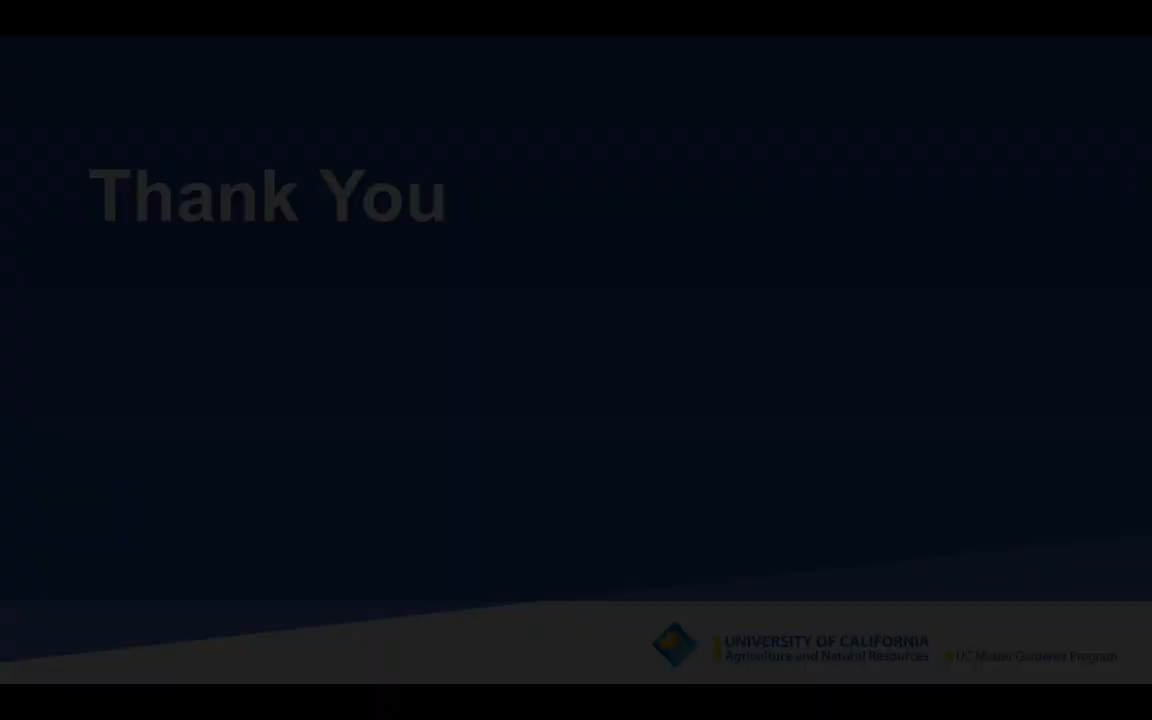 Thank You
UNIVERSITY OF CALIFORNIA
Agriculture and Natural Resources
UC Master Gardener Program